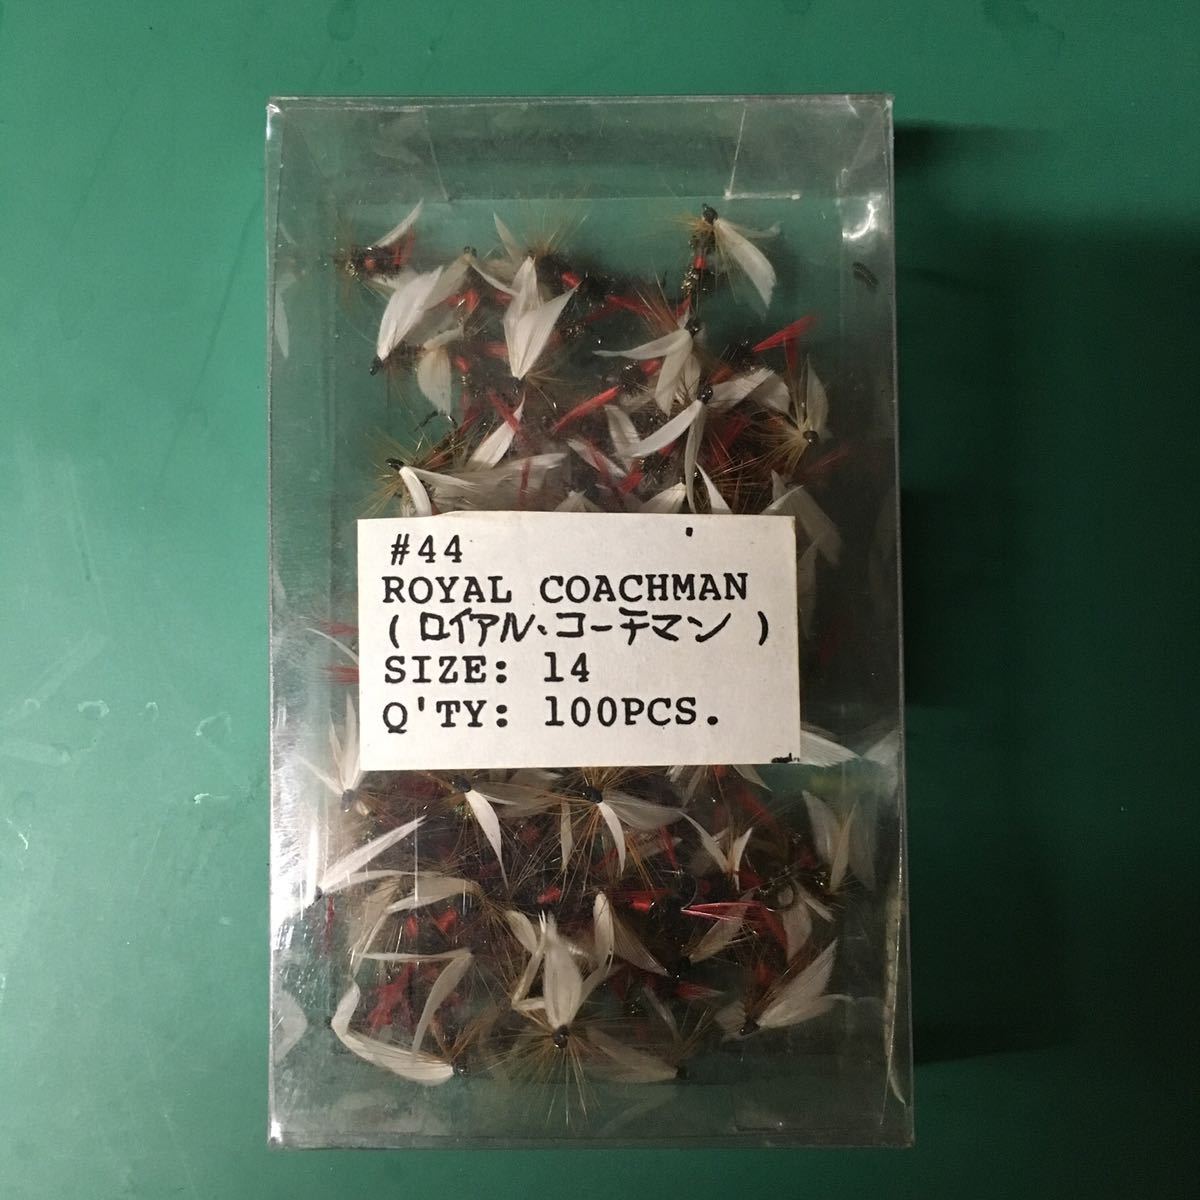 #44
ROYAL COACHMAN
(ロイアル・コーチマン)
SIZE: 14
Q'TY: 100PCS.